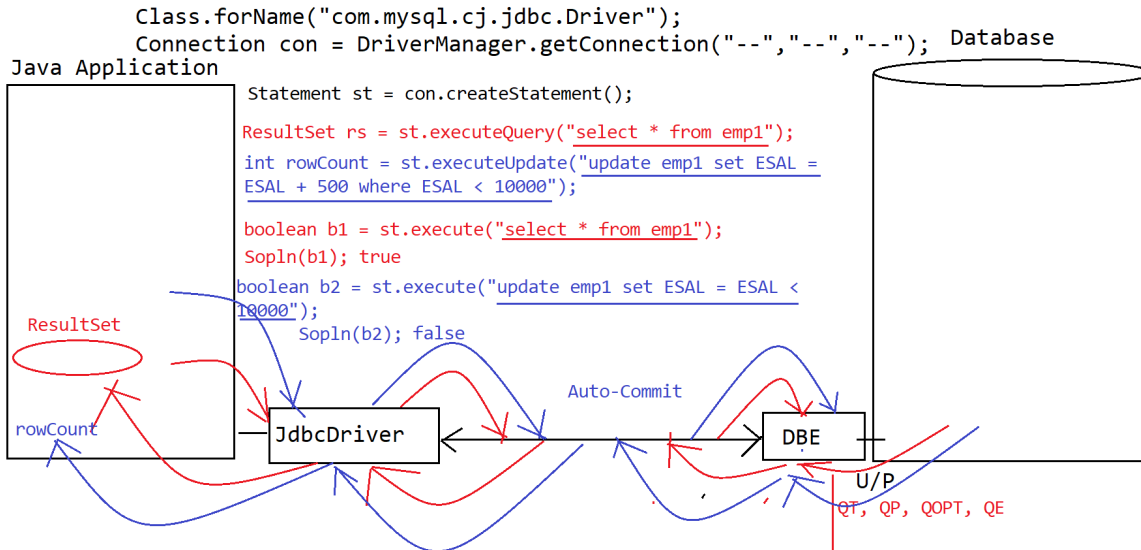 Class.forName("com.mysql.cj.jdbc.Driver");
Connection con = DriverManager.getConnection("--","--","--");
Database
Java Application
Statement st = con.createStatement();
ResultSet rs = st.executeQuery("select * from emp1");
int rowCount = st.executeUpdate("update emp1 set ESAL =
ESAL + 500 where ESAL < 10000");
boolean b1 = st.execute("select * from emp1");
Sopln(b1); true
boolean b2 = st.execute("update emp1 set ESAL = ESAL <
10000");
Sopln(b2); false
ResultSet
Auto-Commit
rowCount
JdbcDriver
DBE
U/P
QT, QP, QOPT, QE